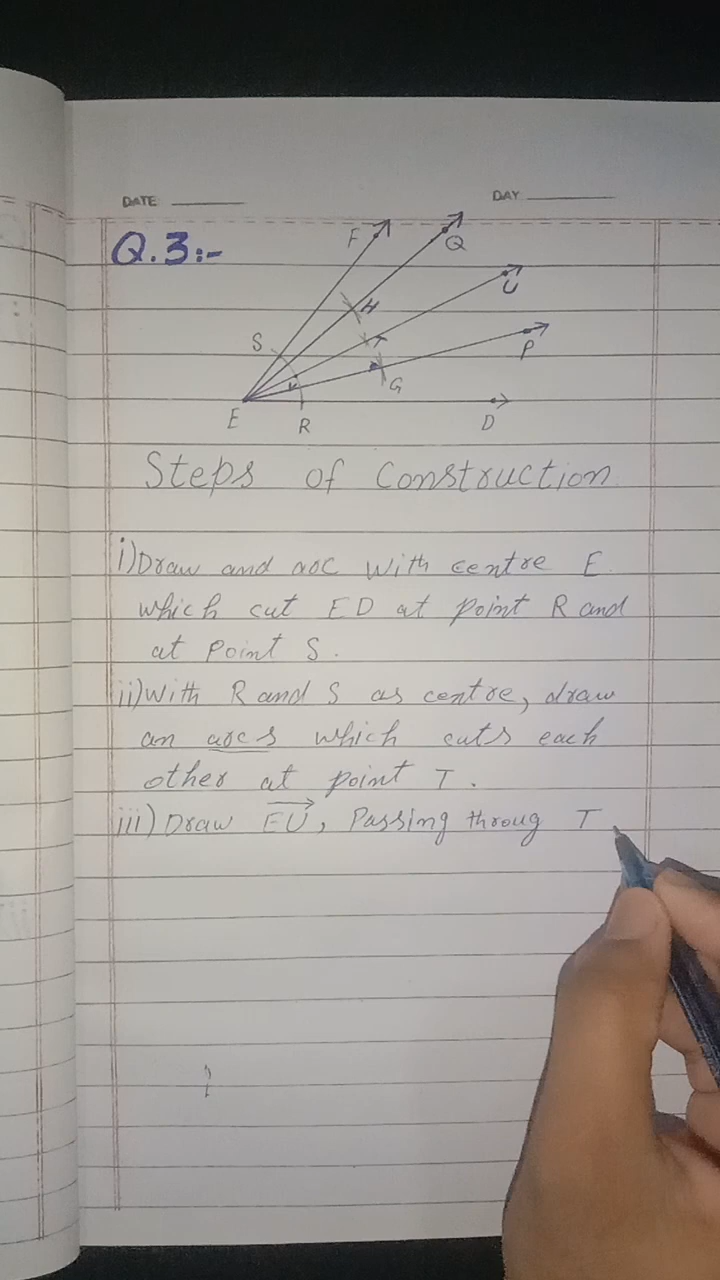 DATE
DAY
Q.3:-
F
Q
U
H
S
T
P
V
G
E
R
D
Steps of Construction
i) Draw and arc with centre E
which cut ED at point R and
at point S.
ii) With R and S as centre, draw
an arcs which cuts each
other at point T.
iii) Draw EU, Passing throug T